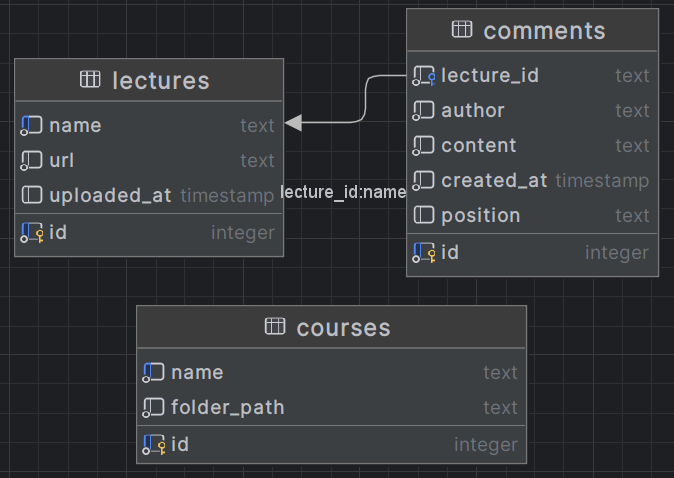 lectures
name text
url text
uploaded_at timestamp
id integer
lecture_id:name
comments
lecture_id text
author text
content text
created_at timestamp
position text
id integer
courses
name text
folder_path text
id integer